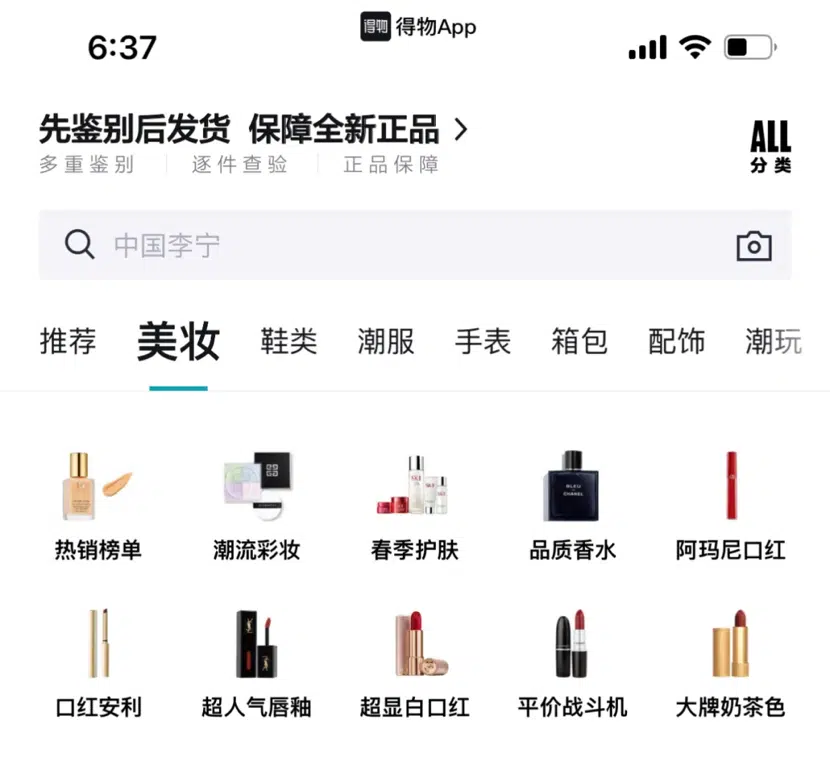 得物 得物App
6:37
先鉴别后发货 保障全新正品
ALL
分类
多重鉴别 逐件查验 正品保障
中国李宁
推荐 美妆 鞋类 潮服 手表 箱包 配饰 潮玩
BLEU
CHANEL
热销榜单 潮流彩妆 春季护肤 品质香水 阿玛尼口红
口红安利 超人气唇釉 超显白口红 平价战斗机 大牌奶茶色